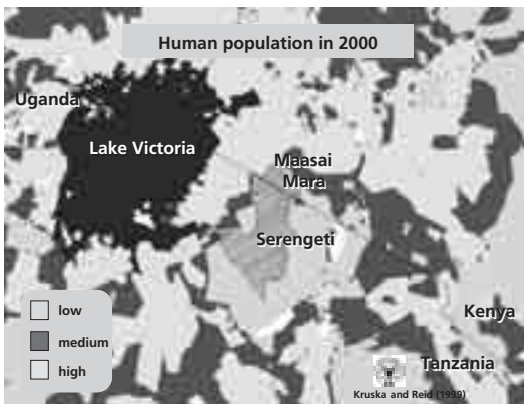 Human population in 2000
Uganda
Lake Victoria
Maasai
Mara
Serengeti
low
medium
high
Kenya
Tanzania
Kruska and Reid (1999)